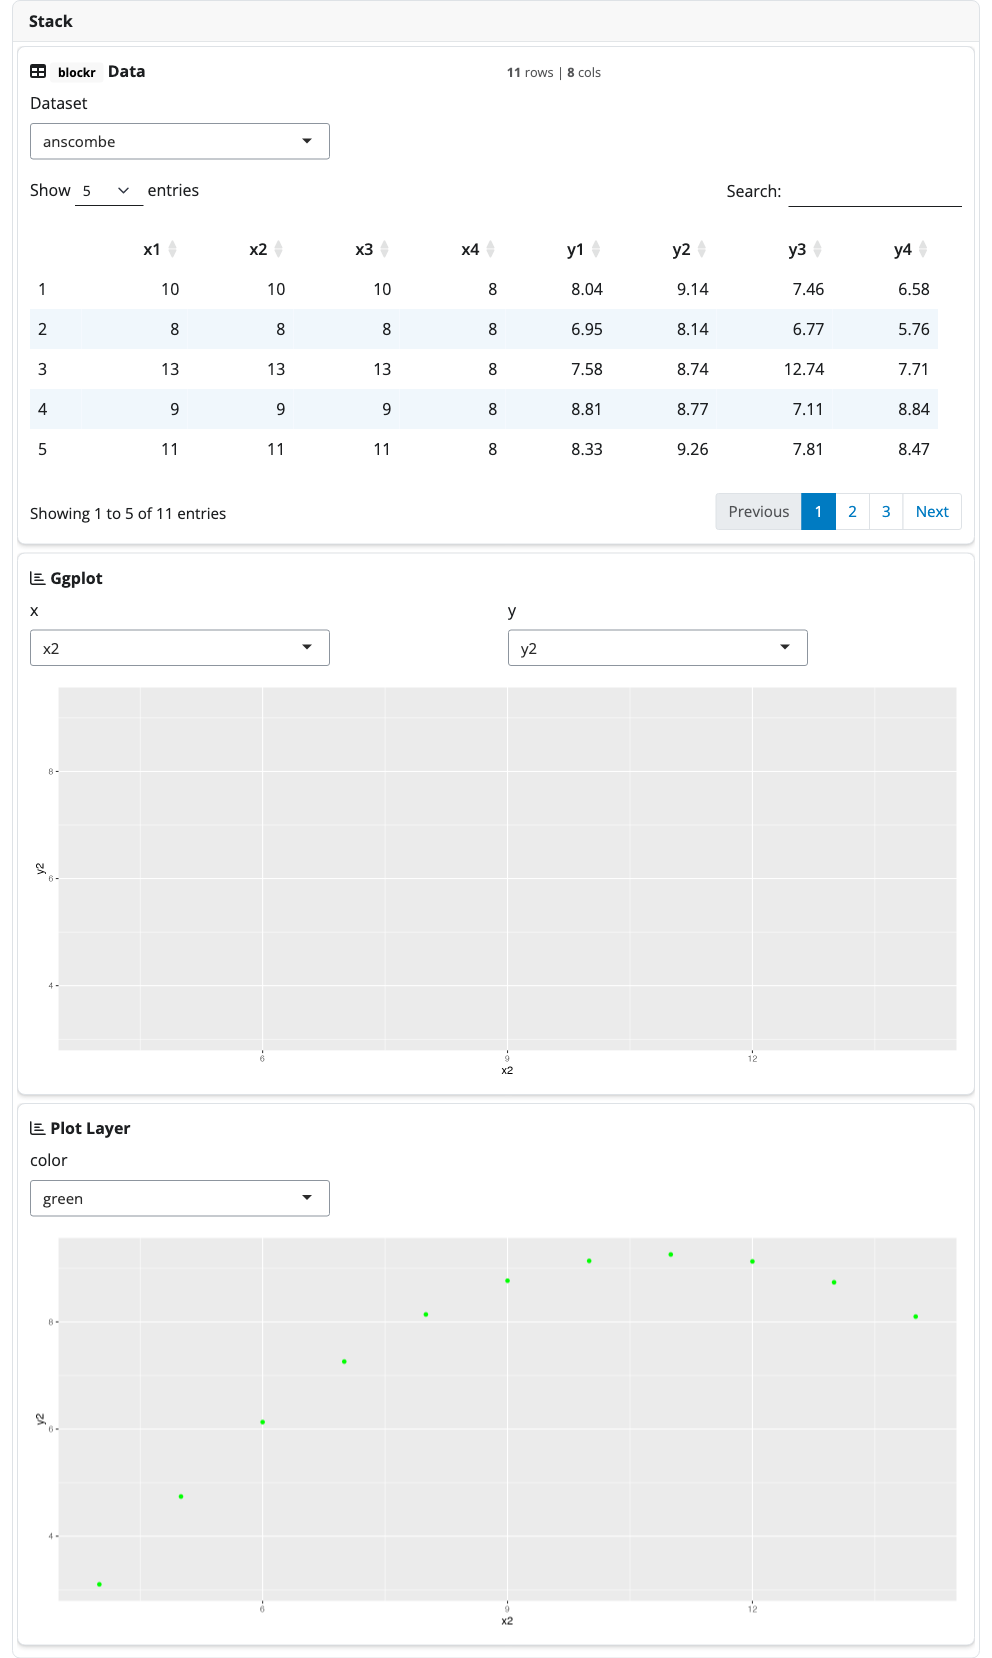 Stack
blockr Data 11 rows | 8 cols
Dataset
anscombe
Show 5 entries Search:
x1 x2 x3 x4 y1 y2 y3 y4
1 10 10 10 8 8.04 9.14 7.46 6.58
2 8 8 8 8 6.95 8.14 6.77 5.76
3 13 13 13 8 7.58 8.74 12.74 7.71
4 9 9 9 8 8.81 8.77 7.11 8.84
5 11 11 11 8 8.33 9.26 7.81 8.47
Showing 1 to 5 of 11 entries Previous 1 2 3 Next
Ggplot
x y
x2 y2
8
y2
6
4
6 9 12
x2
Plot Layer
color
green
8
y2
6
4
6 9 12
x2